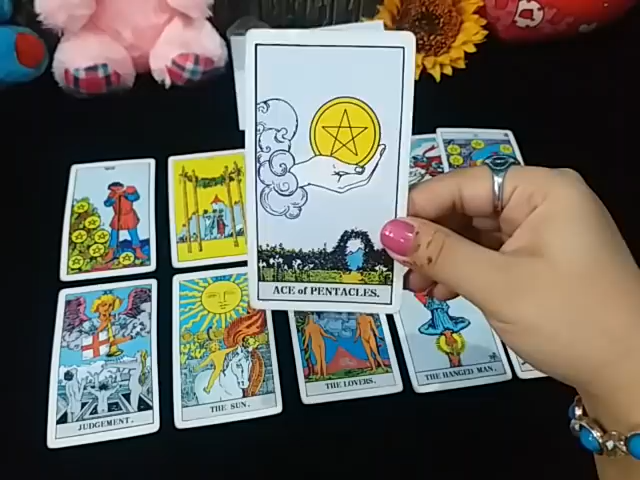 ACE of PENTACLES.
JUDGEMENT.
THE SUN.
THE LOVERS.
THE HANGED MAN.